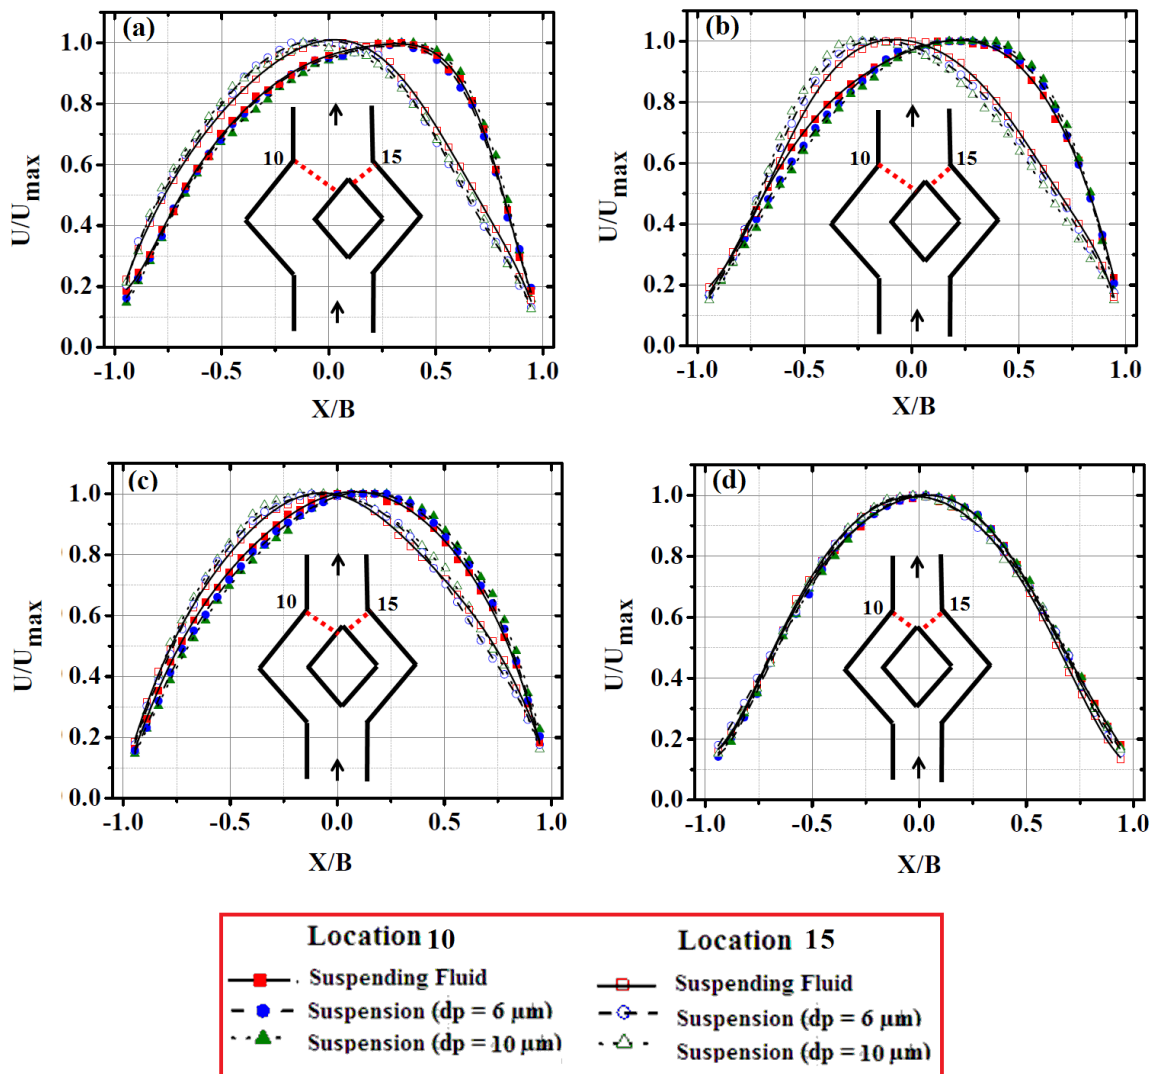 (a)
(b)
1.0
0.8
0.6
0.4
0.2
0.0
U/Umax
10
15
-1.0
-0.5
0.0
0.5
1.0
X/B
1.0
0.8
0.6
0.4
0.2
0.0
U/Umax
10
15
-1.0
-0.5
0.0
0.5
1.0
X/B
(c)
(d)
1.0
0.8
0.6
0.4
0.2
0.0
U/Umax
10
15
-1.0
-0.5
0.0
0.5
1.0
X/B
1.0
0.8
0.6
0.4
0.2
0.0
U/Umax
10
15
-1.0
-0.5
0.0
0.5
1.0
X/B
Location 10
Suspending Fluid
Suspension (dp = 6 µm)
Suspension (dp = 10 µm)
Location 15
Suspending Fluid
Suspension (dp = 6 µm)
Suspension (dp = 10 µm)